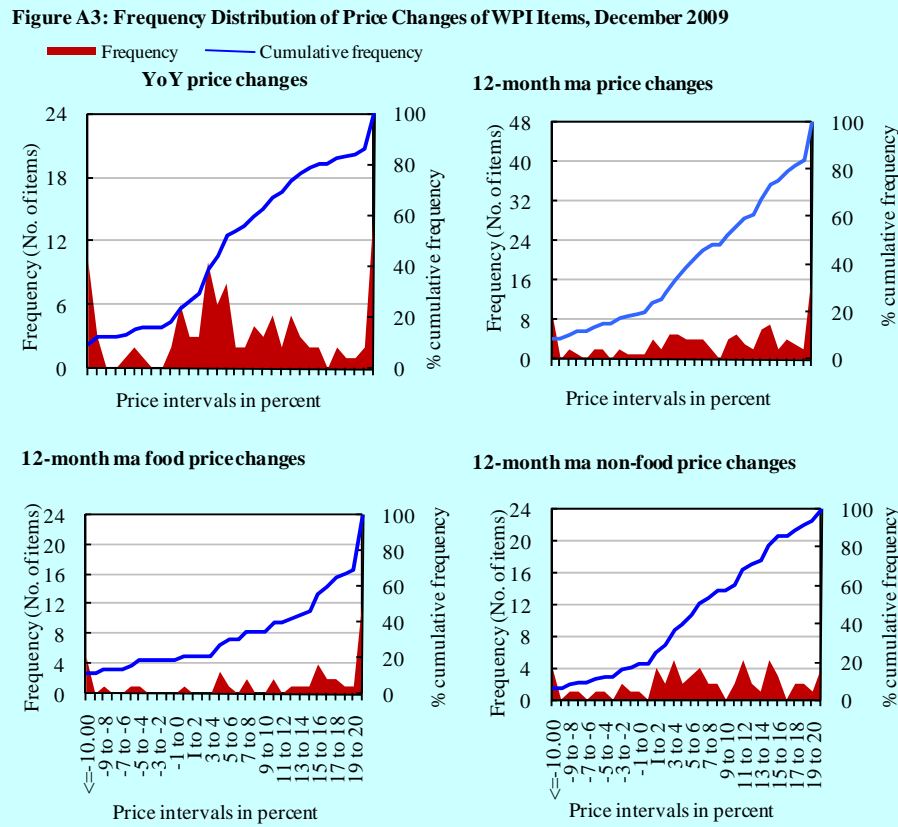 Figure A3: Frequency Distribution of Price Changes of WPI Items, December 2009
Frequency
Cumulative frequency
YoY price changes
Frequency (No. of items)
24
18
12
6
0
100
80
60
40
20
0
% cumulative frequency
Price intervals in percent
12-month ma price changes
Frequency (No. of items)
48
40
32
24
16
8
0
100
80
60
40
20
0
% cumulative frequency
Price intervals in percent
12-month ma food price changes
Frequency (No. of items)
24
20
16
12
8
4
0
100
80
60
40
20
0
% cumulative frequency
<=-10.00
-9 to -8
-7 to -6
-5 to -4
-3 to -2
-1 to 0
1 to 2
3 to 4
5 to 6
7 to 8
9 to 10
11 to 12
13 to 14
15 to 16
17 to 18
19 to 20
Price intervals in percent
12-month ma non-food price changes
Frequency (No. of items)
24
20
16
12
8
4
0
100
80
60
40
20
0
% cumulative frequency
<=-10.00
-9 to -8
-7 to -6
-5 to -4
-3 to -2
-1 to 0
1 to 2
3 to 4
5 to 6
7 to 8
9 to 10
11 to 12
13 to 14
15 to 16
17 to 18
19 to 20
Price intervals in percent